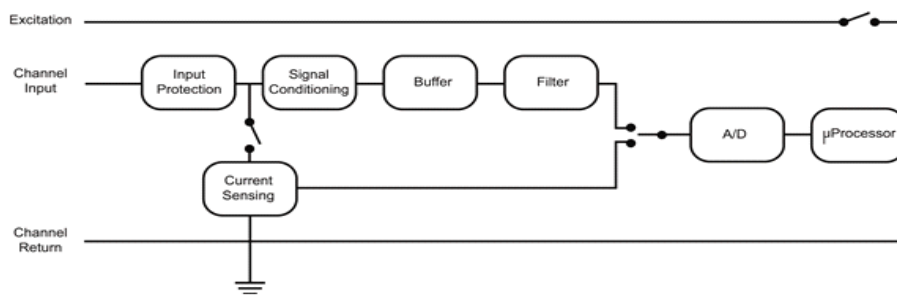 Excitation
Channel
Input
Input
Protection
Signal
Conditioning
Buffer
Filter
A/D
μProcessor
Current
Sensing
Channel
Return